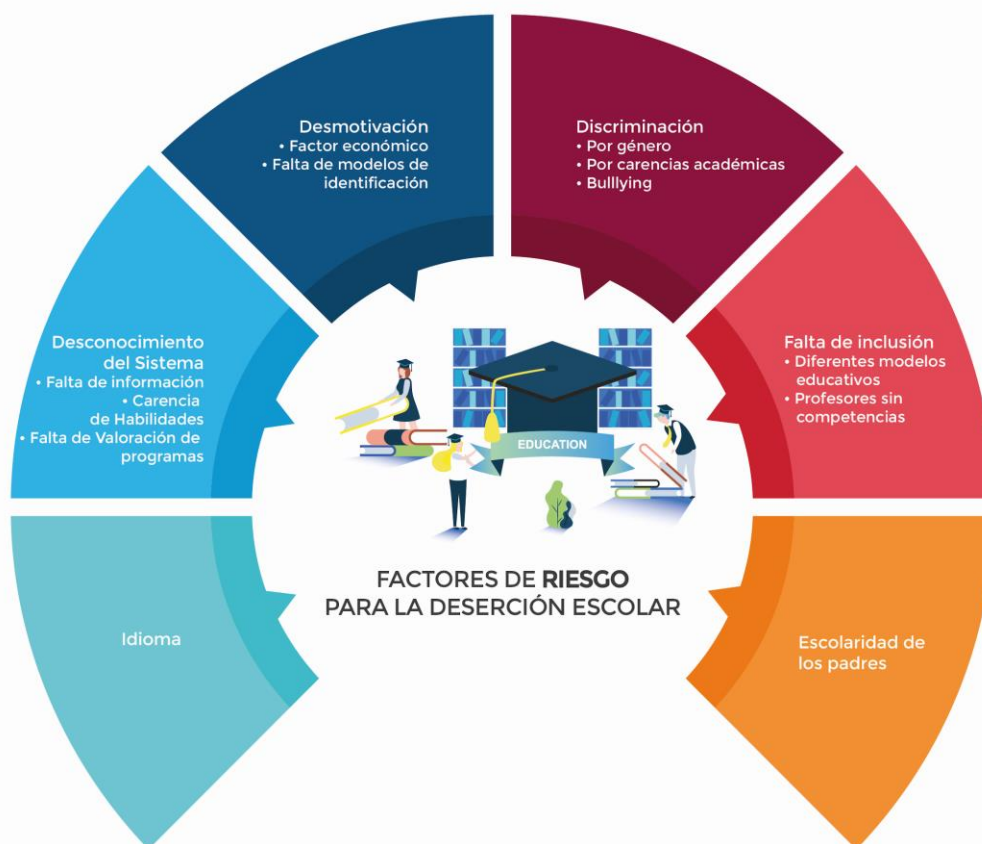 Desmotivación
• Factor económico
• Falta de modelos de
identificación
Discriminación
• Por género
• Por carencias académicas
• Bulllying
Desconocimiento
del Sistema
• Falta de información
• Carencia
de Habilidades
• Falta de Valoración de
programas
Falta de inclusión
• Diferentes modelos
educativos
• Profesores sin
competencias
EDUCATION
FACTORES DE RIESGO
PARA LA DESERCIÓN ESCOLAR
Idioma
Escolaridad de
los padres